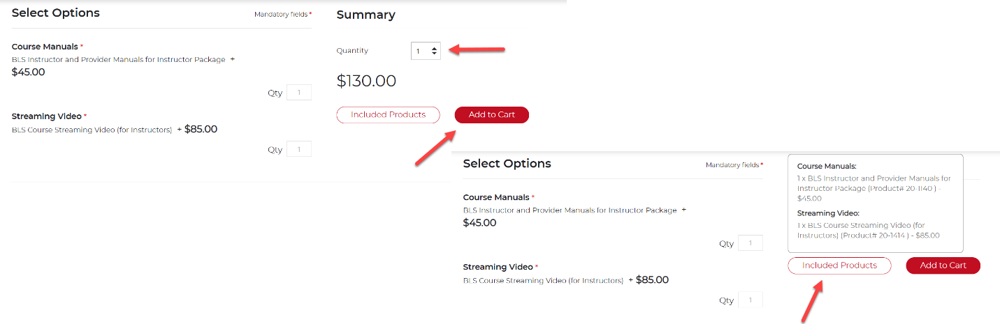 Select Options
Mandatory fields *
Course Manuals *
BLS Instructor and Provider Manuals for Instructor Package +
$45.00
Qty 1
Streaming Video *
BLS Course Streaming Video (for Instructors) + $85.00
Qty 1
Summary
Quantity 1
$130.00
Included Products
Add to Cart
Select Options
Mandatory fields *
Course Manuals *
BLS Instructor and Provider Manuals for Instructor Package +
$45.00
Qty 1
Streaming Video *
BLS Course Streaming Video (for Instructors) + $85.00
Qty 1
Course Manuals:
1 x BLS Instructor and Provider Manuals for
Instructor Package (Product# 20-1140 ) -
$45.00
Streaming Video:
1 x BLS Course Streaming Video (for
Instructors) (Product# 20-1414 ) - $85.00
Included Products
Add to Cart